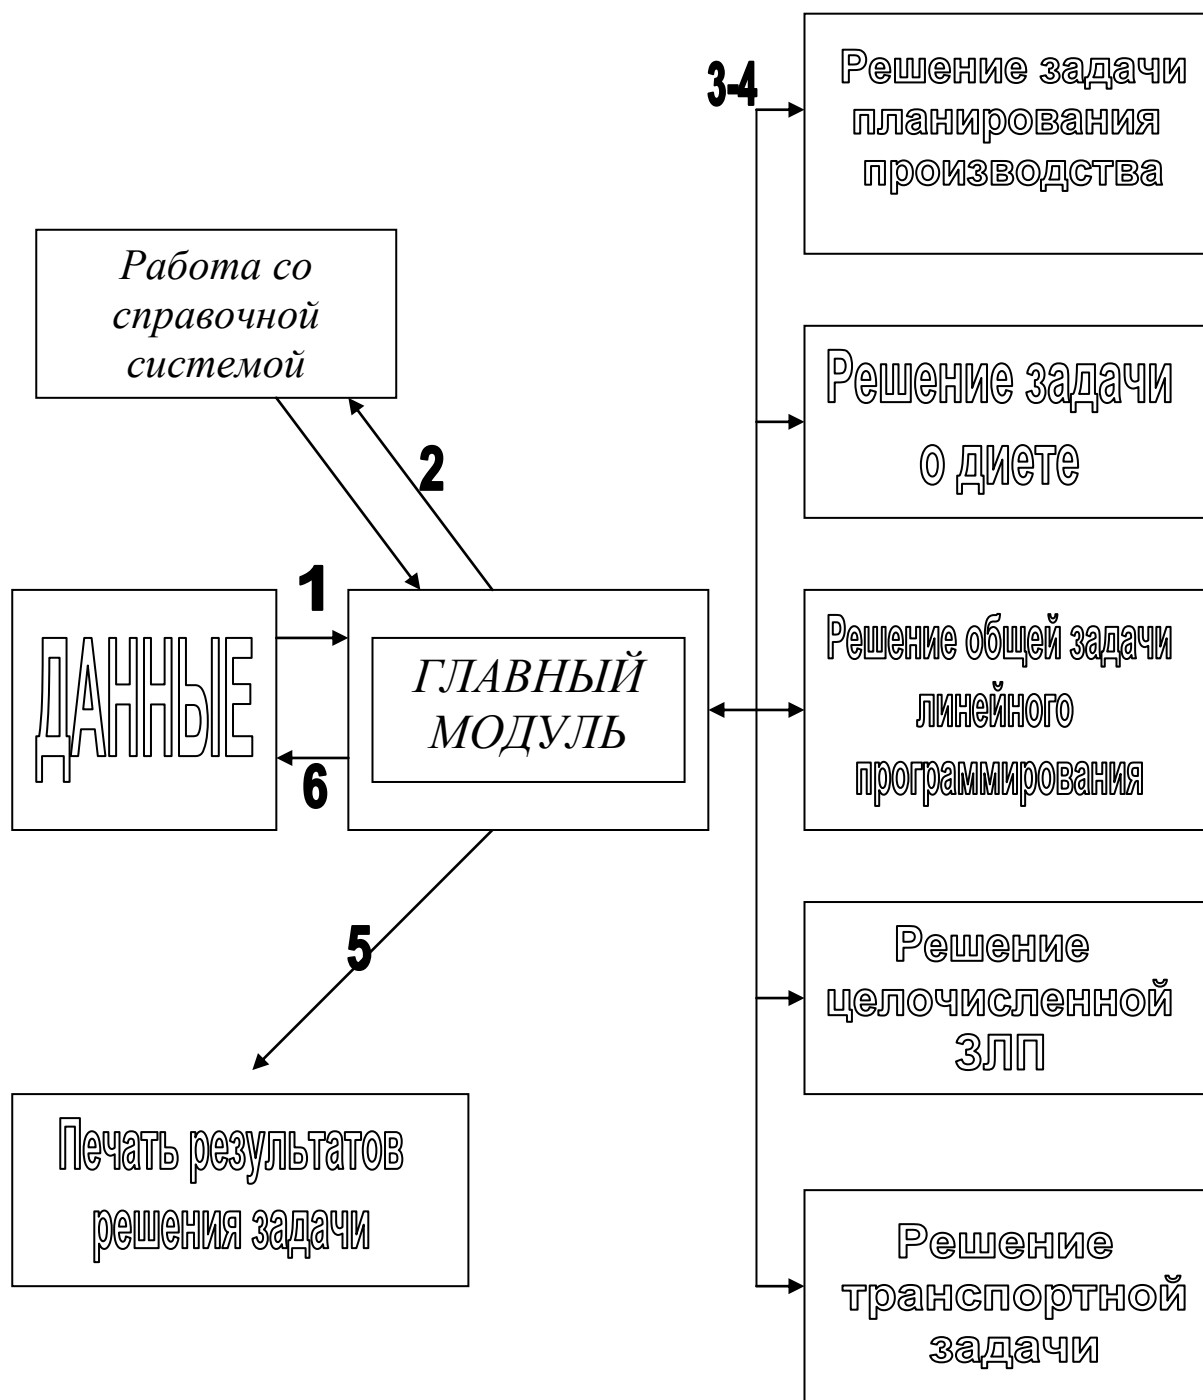 3-4
Решение задачи
планирования
производства
Работа со
справочной
системой
Решение задачи
о диете
2
1
ДАННЫЕ
ГЛАВНЫЙ
МОДУЛЬ
6
Решение общей задачи
линейного
программирования
5
Решение
целочисленной
ЗЛП
Печать результатов
решения задачи
Решение
транспортной
задачи